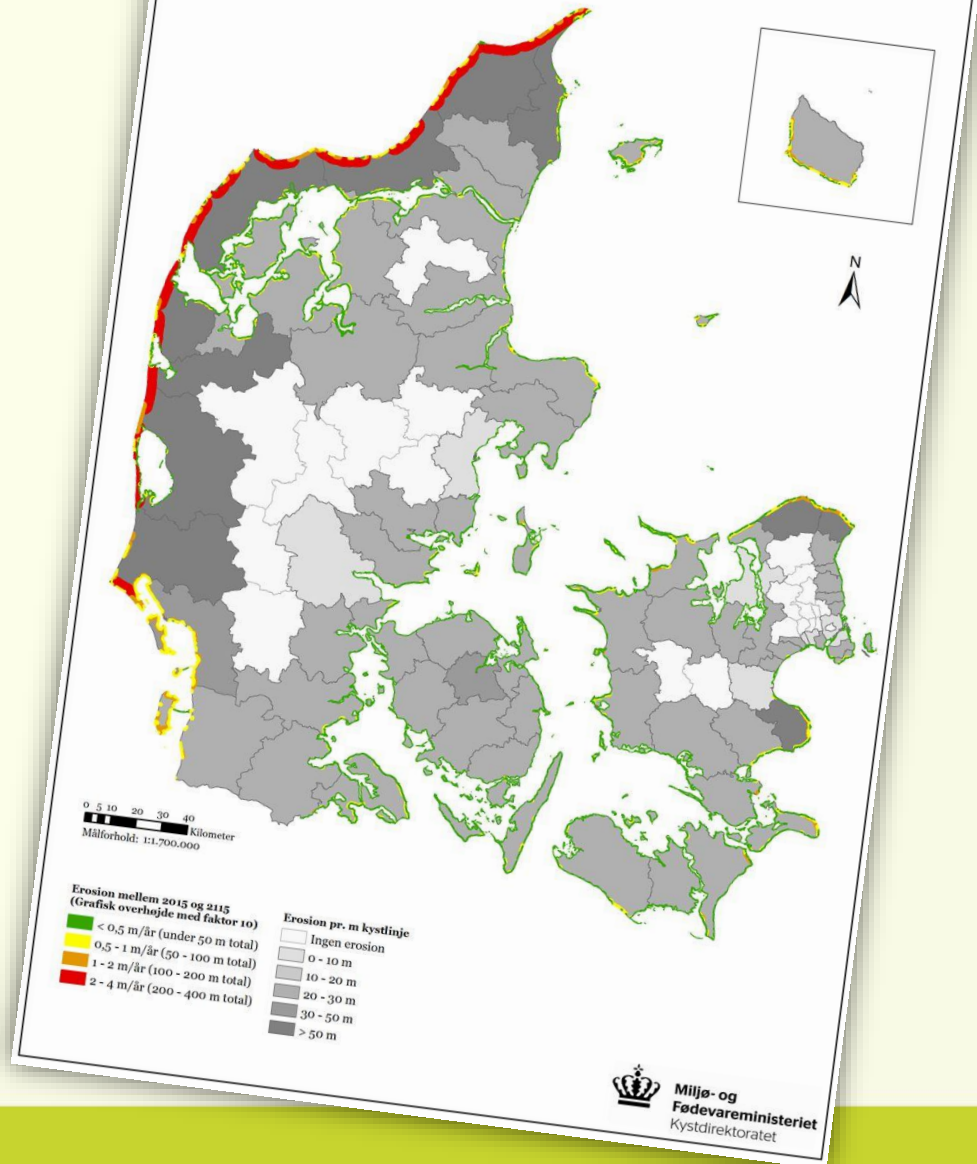 N
0 5 10 20 30 40
Kilometer
Målforhold: 1:1.700.000
Erosion mellem 2015 og 2115
(Grafisk overhøjde med faktor 10)
< 0,5 m/år (under 50 m total)
0,5 - 1 m/år (50 - 100 m total)
1 - 2 m/år (100 - 200 m total)
2 - 4 m/år (200 - 400 m total)
Erosion pr. m kystlinje
Ingen erosion
0 - 10 m
10 - 20 m
20 - 30 m
30 - 50 m
> 50 m
Miljø- og
Fødevareministeriet
Kystdirektoratet